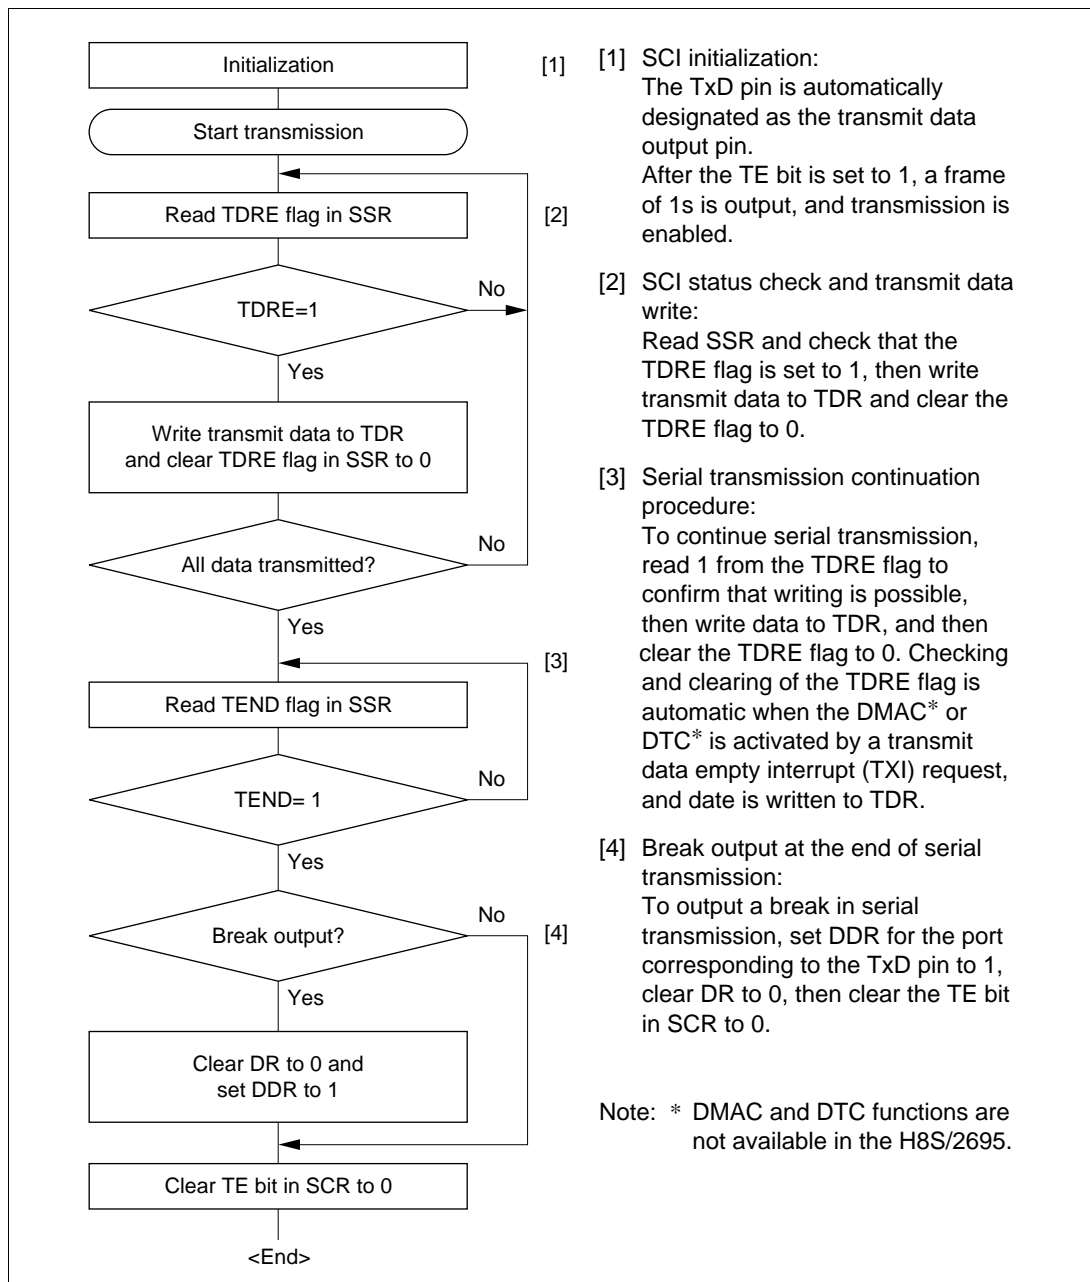 Initialization
[1]
Start transmission
Read TDRE flag in SSR
[2]
TDRE=1
No
Yes
Write transmit data to TDR
and clear TDRE flag in SSR to 0
All data transmitted?
No
Yes
[3]
Read TEND flag in SSR
TEND= 1
No
Yes
Break output?
No
[4]
Yes
Clear DR to 0 and
set DDR to 1
Clear TE bit in SCR to 0
<End>
[1] SCI initialization:
The TxD pin is automatically
designated as the transmit data
output pin.
After the TE bit is set to 1, a frame
of 1s is output, and transmission is
enabled.
[2] SCI status check and transmit data
write:
Read SSR and check that the
TDRE flag is set to 1, then write
transmit data to TDR and clear the
TDRE flag to 0.
[3] Serial transmission continuation
procedure:
To continue serial transmission,
read 1 from the TDRE flag to
confirm that writing is possible,
then write data to TDR, and then
clear the TDRE flag to 0. Checking
and clearing of the TDRE flag is
automatic when the DMAC* or
DTC* is activated by a transmit
data empty interrupt (TXI) request,
and date is written to TDR.
[4] Break output at the end of serial
transmission:
To output a break in serial
transmission, set DDR for the port
corresponding to the TxD pin to 1,
clear DR to 0, then clear the TE bit
in SCR to 0.
Note: * DMAC and DTC functions are
not available in the H8S/2695.